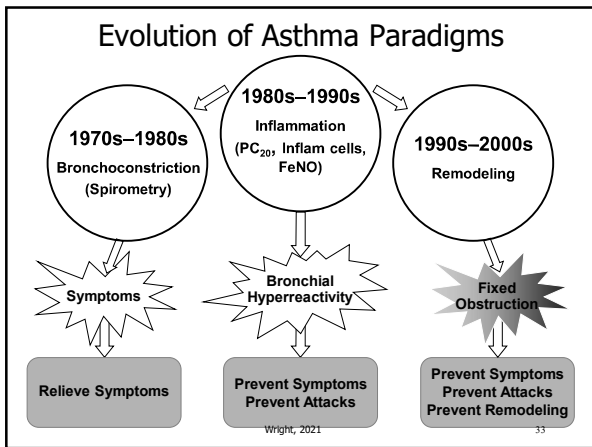 Evolution of Asthma Paradigms
1970s–1980s
Bronchoconstriction
(Spirometry)
1980s–1990s
Inflammation
(PC20, Inflam cells,
FeNO)
1990s–2000s
Remodeling
Symptoms
Bronchial
Hyperreactivity
Fixed
Obstruction
Relieve Symptoms
Prevent Symptoms
Prevent Attacks
Prevent Symptoms
Prevent Attacks
Prevent Remodeling
Wright, 2021
33